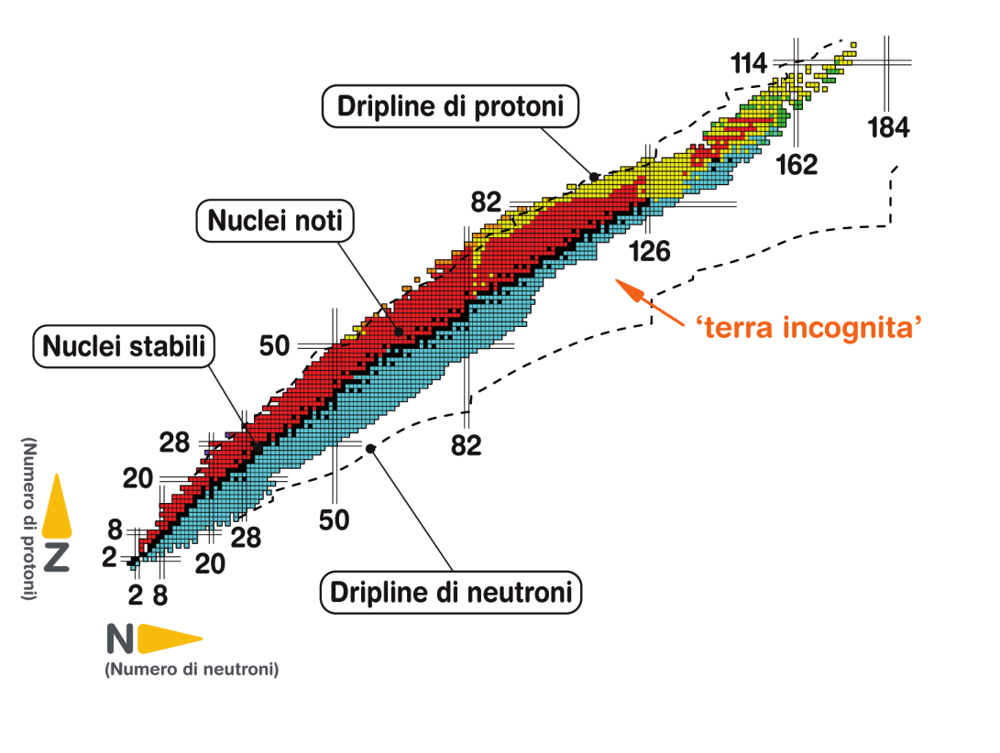 114
Dripline di protoni
184
162
82
Nuclei noti
126
'terra incognita'
Nuclei stabili
50
28
82
20
50
8
28
2
20
2 8
(Numero di protoni)
Z
Dripline di neutroni
N
(Numero di neutroni)